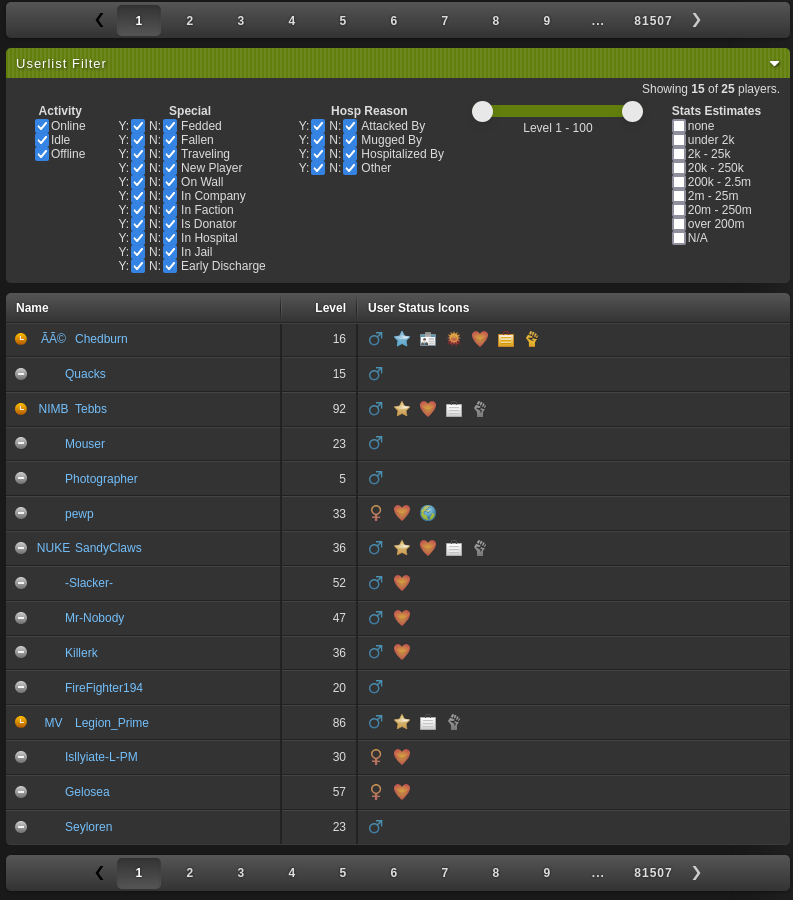 ❮ 1 2 3 4 5 6 7 8 9 ... 81507 ❯
Userlist Filter
Showing 15 of 25 players.
Activity Special Hosp Reason Stats Estimates
Online Y: N: Fedded Y: N: Attacked By none
Idle Y: N: Fallen Y: N: Mugged By Level 1 - 100 under 2k
Offline Y: N: Traveling Y: N: Hospitalized By 2k - 25k
Y: N: New Player Y: N: Other 20k - 250k
Y: N: On Wall 200k - 2.5m
Y: N: In Company 2m - 25m
Y: N: In Faction 20m - 250m
Y: N: Is Donator over 200m
Y: N: In Hospital N/A
Y: N: In Jail
Y: N: Early Discharge
Name Level User Status Icons
ÃÃ© Chedburn 16
Quacks 15
NIMB Tebbs 92
Mouser 23
Photographer 5
pewp 33
NUKE SandyClaws 36
-Slacker- 52
Mr-Nobody 47
Killerk 36
FireFighter194 20
MV Legion_Prime 86
Isllyiate-L-PM 30
Gelosea 57
Seyloren 23
❮ 1 2 3 4 5 6 7 8 9 ... 81507 ❯